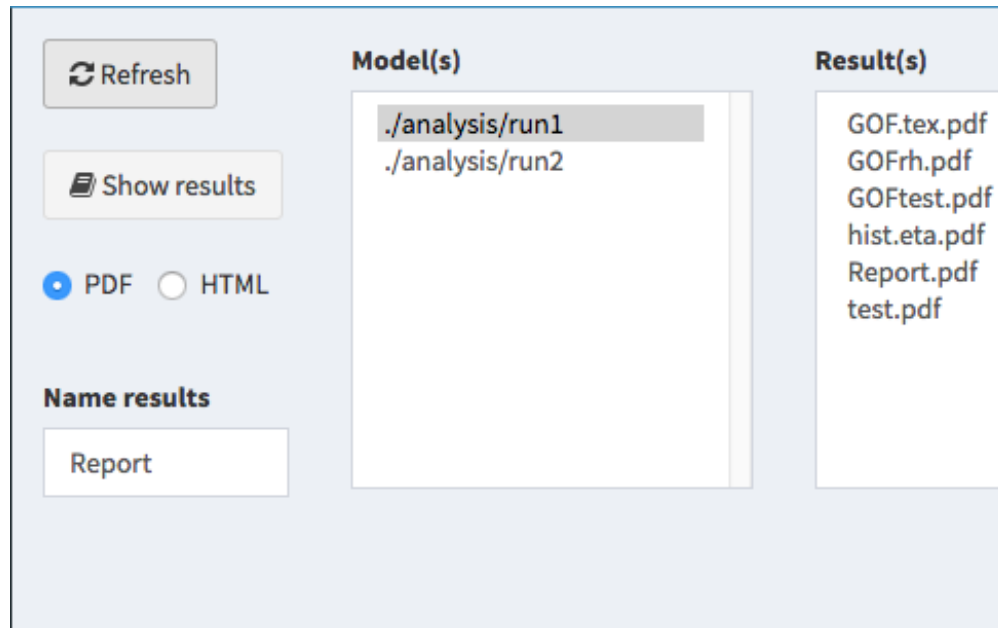 Refresh
Show results
PDF HTML
Name results
Report
Model(s)
./analysis/run1
./analysis/run2
Result(s)
GOF.tex.pdf
GOFrh.pdf
GOFtest.pdf
hist.eta.pdf
Report.pdf
test.pdf